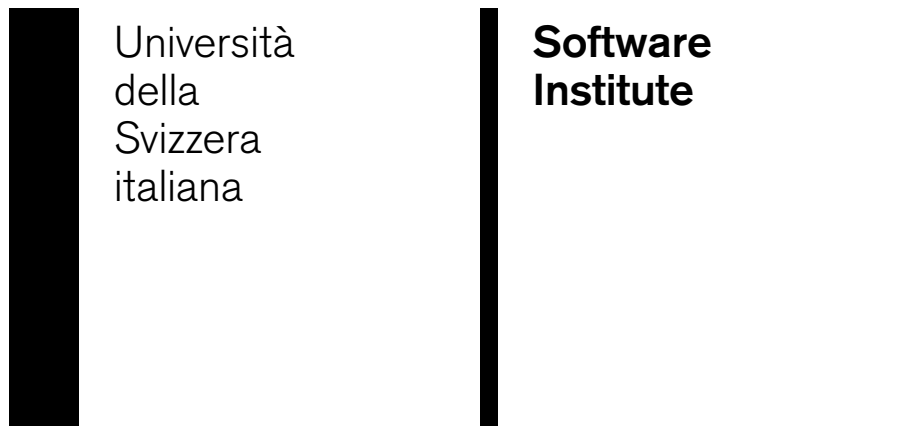 Università
della
Svizzera
italiana
Software
Institute